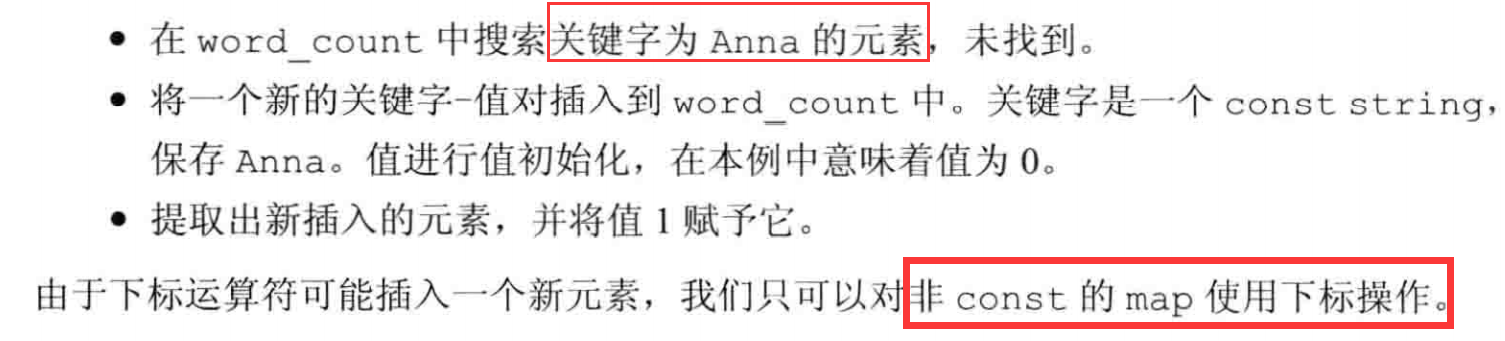 • 在 word_count 中搜索关键字为 Anna 的元素，未找到。
• 将一个新的关键字-值对插入到 word_count 中。关键字是一个 const string，
保存 Anna。值进行值初始化，在本例中意味着值为 0。
• 提取出新插入的元素，并将值 1 赋予它。
由于下标运算符可能插入一个新元素，我们只可以对非 const 的 map 使用下标操作。